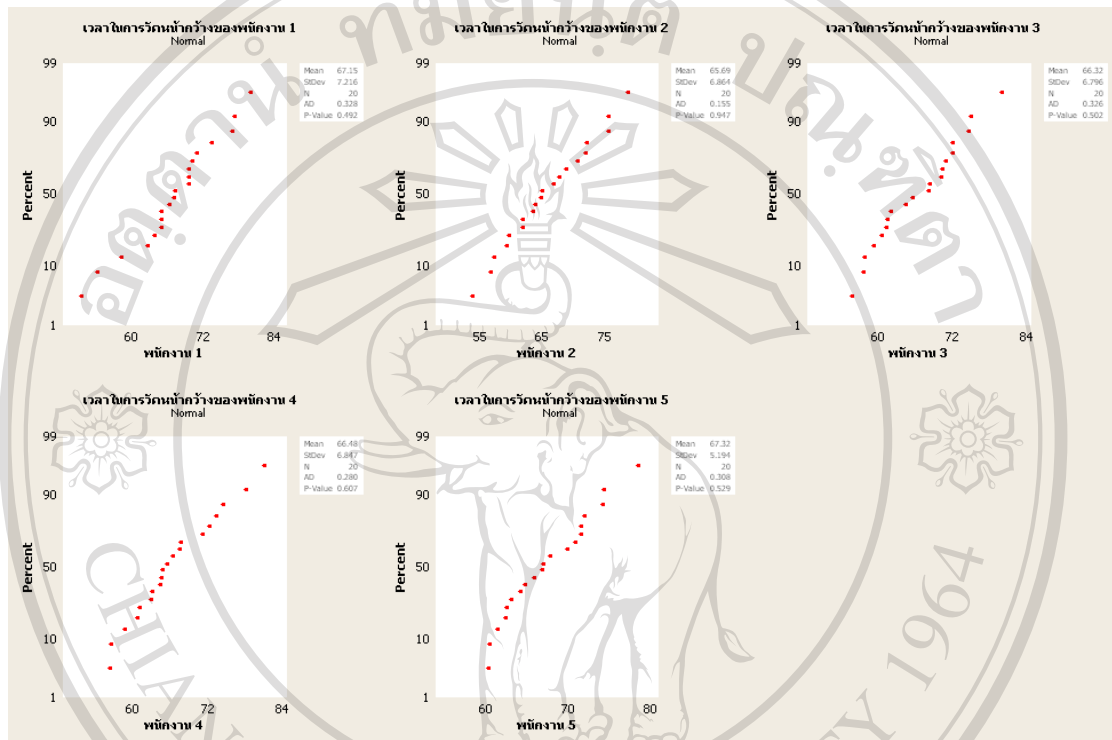 เวลาในการวัดหน้ากว้างของพนักงาน 1
Normal
99
90
50
10
1
Percent
60 72 84
พนักงาน 1
Mean 67.15
StDev 7.216
N 20
AD 0.328
P-Value 0.492
เวลาในการวัดหน้ากว้างของพนักงาน 2
Normal
99
90
50
10
1
Percent
55 65 75
พนักงาน 2
Mean 65.69
StDev 6.864
N 20
AD 0.155
P-Value 0.947
เวลาในการวัดหน้ากว้างของพนักงาน 3
Normal
99
90
50
10
1
Percent
60 72 84
พนักงาน 3
Mean 66.32
StDev 6.796
N 20
AD 0.326
P-Value 0.502
เวลาในการวัดหน้ากว้างของพนักงาน 4
Normal
99
90
50
10
1
Percent
60 72 84
พนักงาน 4
Mean 66.48
StDev 6.847
N 20
AD 0.280
P-Value 0.607
เวลาในการวัดหน้ากว้างของพนักงาน 5
Normal
99
90
50
10
1
Percent
60 70 80
พนักงาน 5
Mean 67.32
StDev 5.194
N 20
AD 0.308
P-Value 0.529
1964